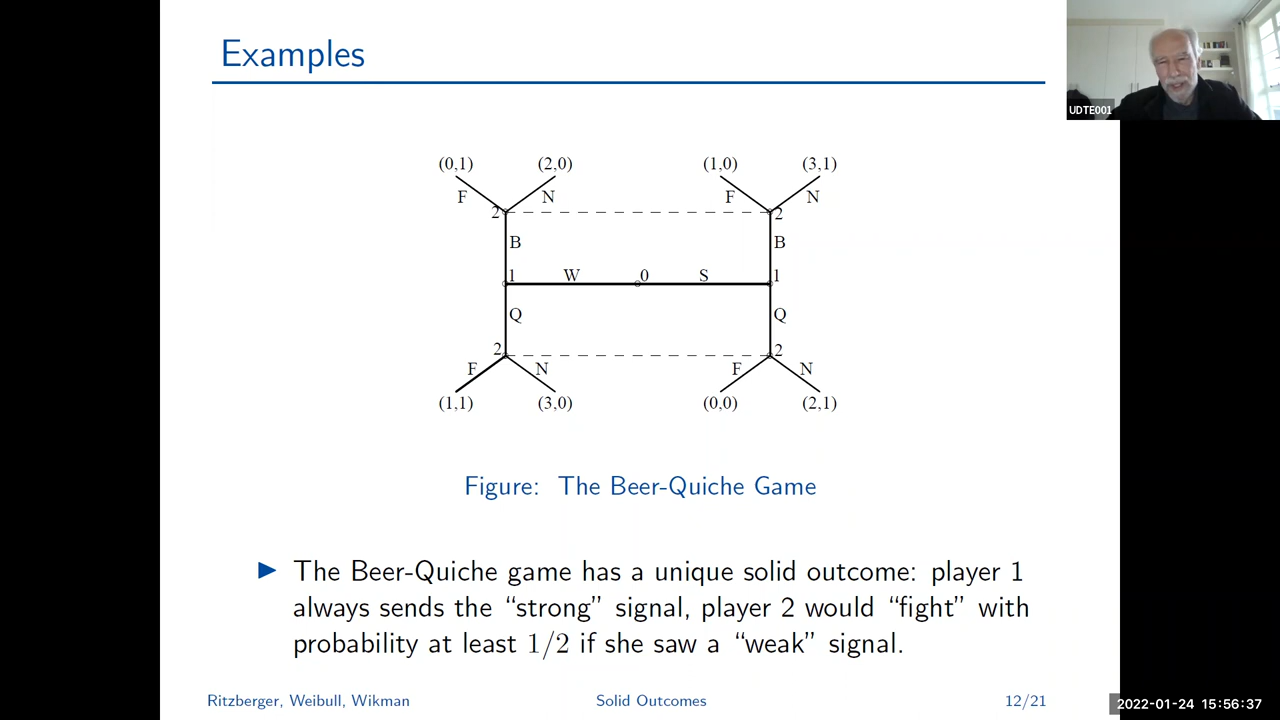 Examples
UDTE001
(0,1) (2,0) (1,0) (3,1)
F N F N
2 2
B B
1 W 0 S 1
Q Q
2 2
F N F N
(1,1) (3,0) (0,0) (2,1)
Figure: The Beer-Quiche Game
▶ The Beer-Quiche game has a unique solid outcome: player 1
always sends the “strong” signal, player 2 would “fight” with
probability at least 1/2 if she saw a “weak” signal.
Ritzberger, Weibull, Wikman Solid Outcomes 12/21
2022-01-24 15:56:37